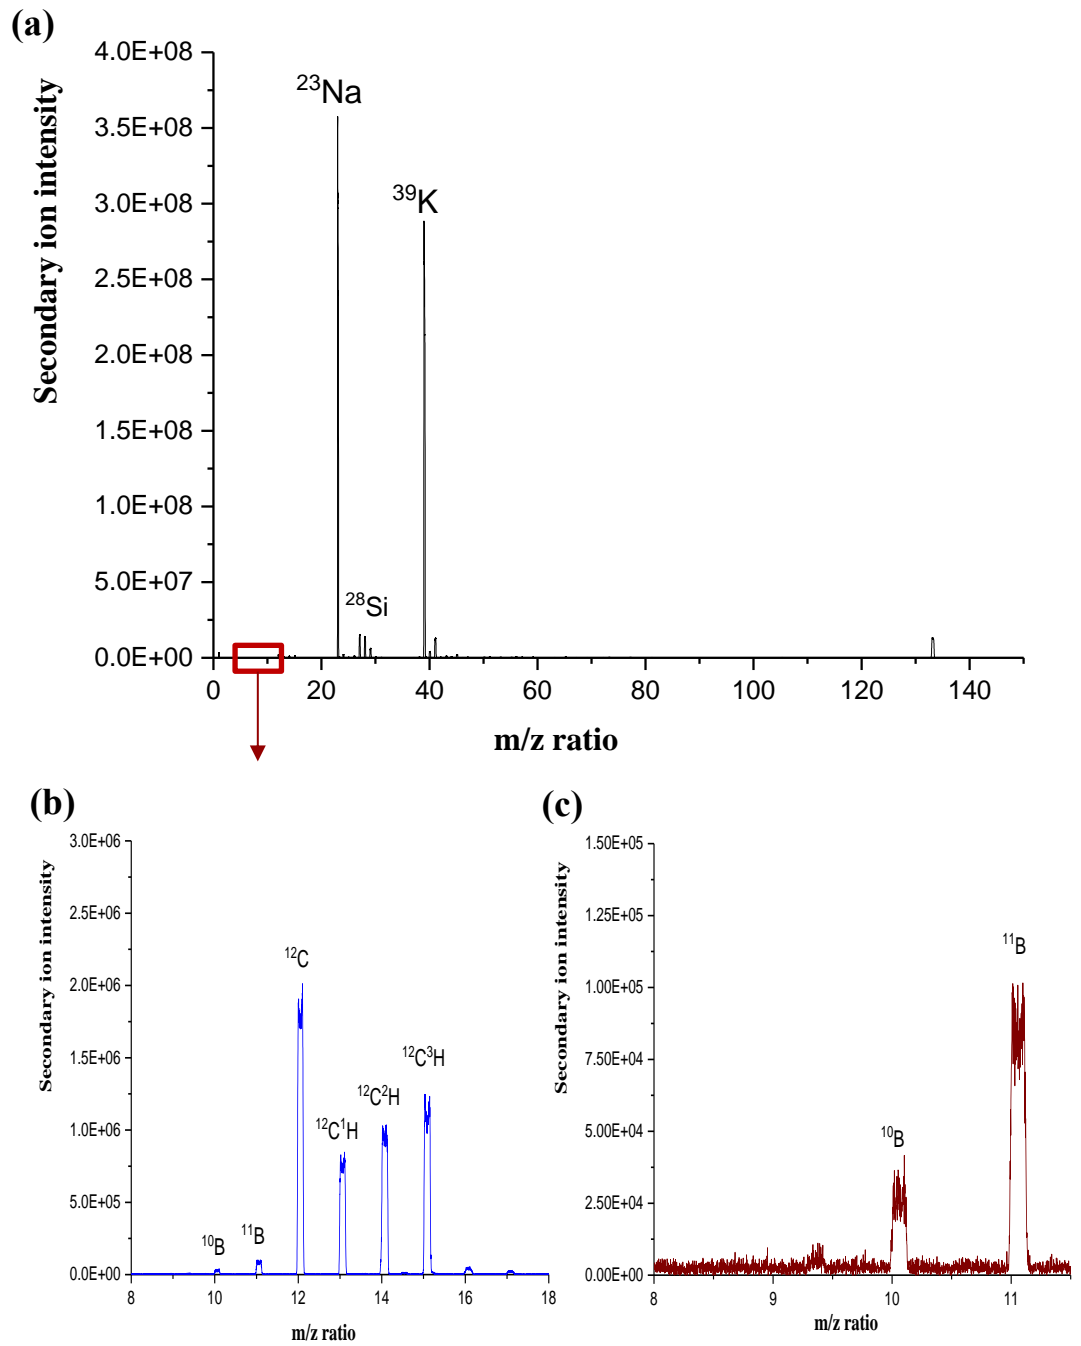 (a)
Secondary ion intensity
4.0E+08
3.5E+08
3.0E+08
2.5E+08
2.0E+08
1.5E+08
1.0E+08
5.0E+07
0.0E+00
²³Na
³⁹K
²⁸Si
0 20 40 60 80 100 120 140
m/z ratio
(b)
Secondary ion intensity
3.0E+06
2.5E+06
2.0E+06
1.5E+06
1.0E+06
5.0E+05
0.0E+00
¹⁰B
¹¹B
¹²C
¹²C¹H
¹²C²H
¹²C³H
8 10 12 14 16 18
m/z ratio
(c)
Secondary ion intensity
1.50E+05
1.25E+05
1.00E+05
7.50E+04
5.00E+04
2.50E+04
0.00E+00
¹⁰B
¹¹B
8 9 10 11
m/z ratio